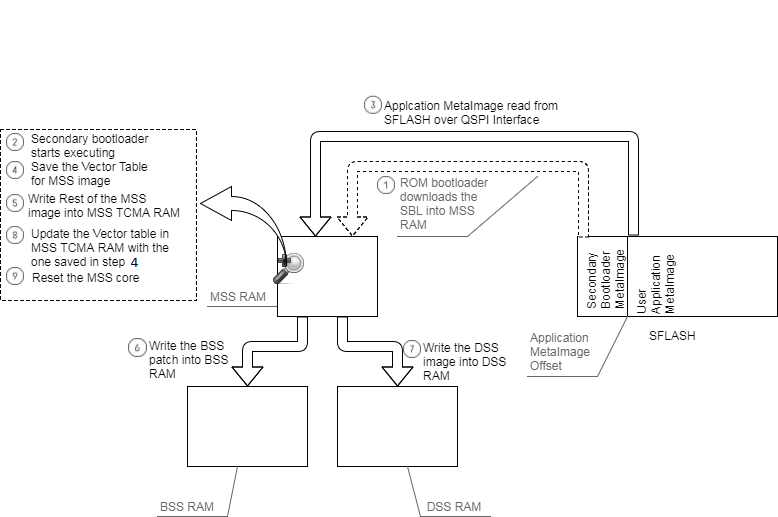 3 Applcation MetaImage read from
SFLASH over QSPI Interface
2 Secondary bootloader
starts executing
4 Save the Vector Table
for MSS image
5 Write Rest of the MSS
image into MSS TCMA RAM
8 Update the Vector table in
MSS TCMA RAM with the
one saved in step 4
9 Reset the MSS core
1 ROM bootloader
downloads the
SBL into MSS
RAM
MSS RAM
Secondary
Bootloader
MetaImage
User
Application
MetaImage
Application
MetaImage
Offset
SFLASH
6 Write the BSS
patch into BSS
RAM
7 Write the DSS
image into DSS
RAM
BSS RAM
DSS RAM